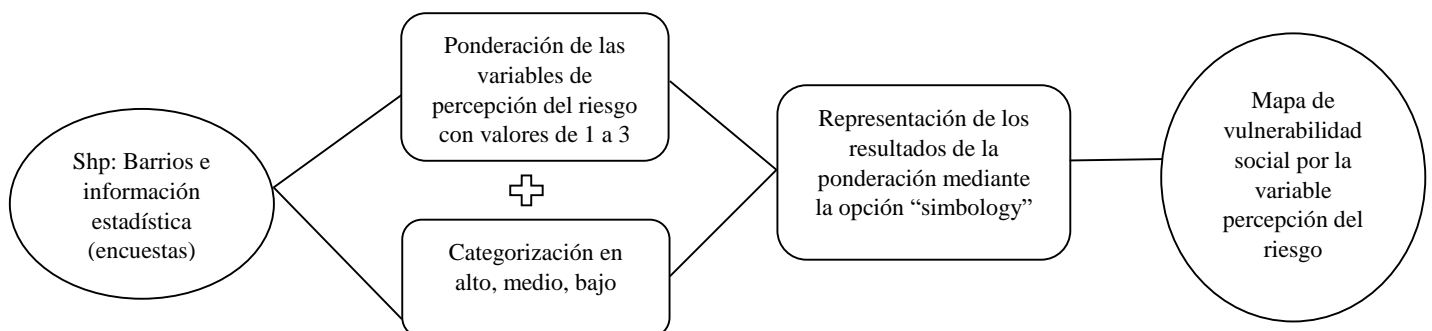 Shp: Barrios e
información
estadística
(encuestas)
Ponderación de las
variables de
percepción del riesgo
con valores de 1 a 3
Categorización en
alto, medio, bajo
Representación de los
resultados de la
ponderación mediante
la opción “simbology”
Mapa de
vulnerabilidad
social por la
variable
percepción del
riesgo